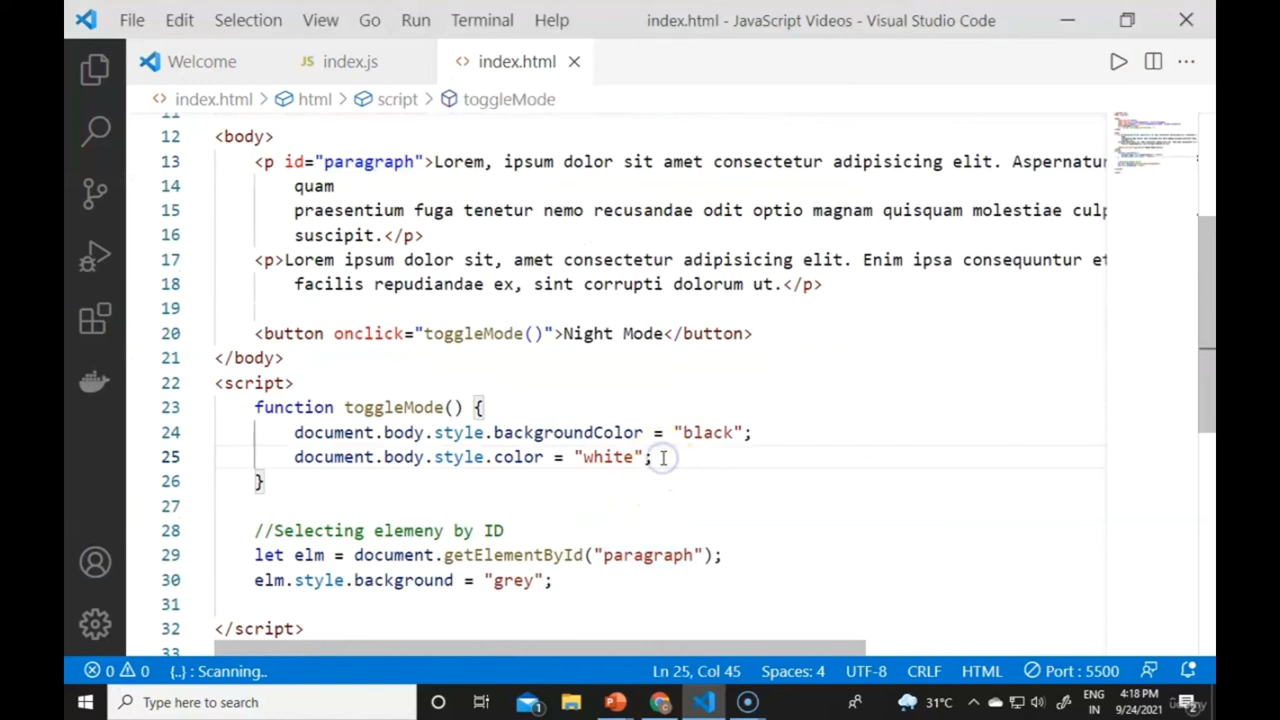 File Edit Selection View Go Run Terminal Help index.html - JavaScript Videos - Visual Studio Code
Welcome JS index.js <> index.html
<> index.html > html > script > toggleMode
11
12 <body>
13 <p id="paragraph">Lorem, ipsum dolor sit amet consectetur adipisicing elit. Aspernatur
14 quam
15 praesentium fuga tenetur nemo recusandae odit optio magnam quisquam molestiae culp
16 suscipit.</p>
17 <p>Lorem ipsum dolor sit, amet consectetur adipisicing elit. Enim ipsa consequuntur et
18 facilis repudiandae ex, sint corrupti dolorum ut.</p>
19
20 <button onclick="toggleMode()">Night Mode</button>
21 </body>
22 <script>
23 function toggleMode() {
24 document.body.style.backgroundColor = "black";
25 document.body.style.color = "white";
26 }
27
28 //Selecting elemeny by ID
29 let elm = document.getElementById("paragraph");
30 elm.style.background = "grey";
31
32 </script>
33
0 0 {..} : Scanning.. Ln 25, Col 45 Spaces: 4 UTF-8 CRLF HTML Port : 5500
Type here to search 31°C ENG IN 4:18 PM 9/24/2021 2